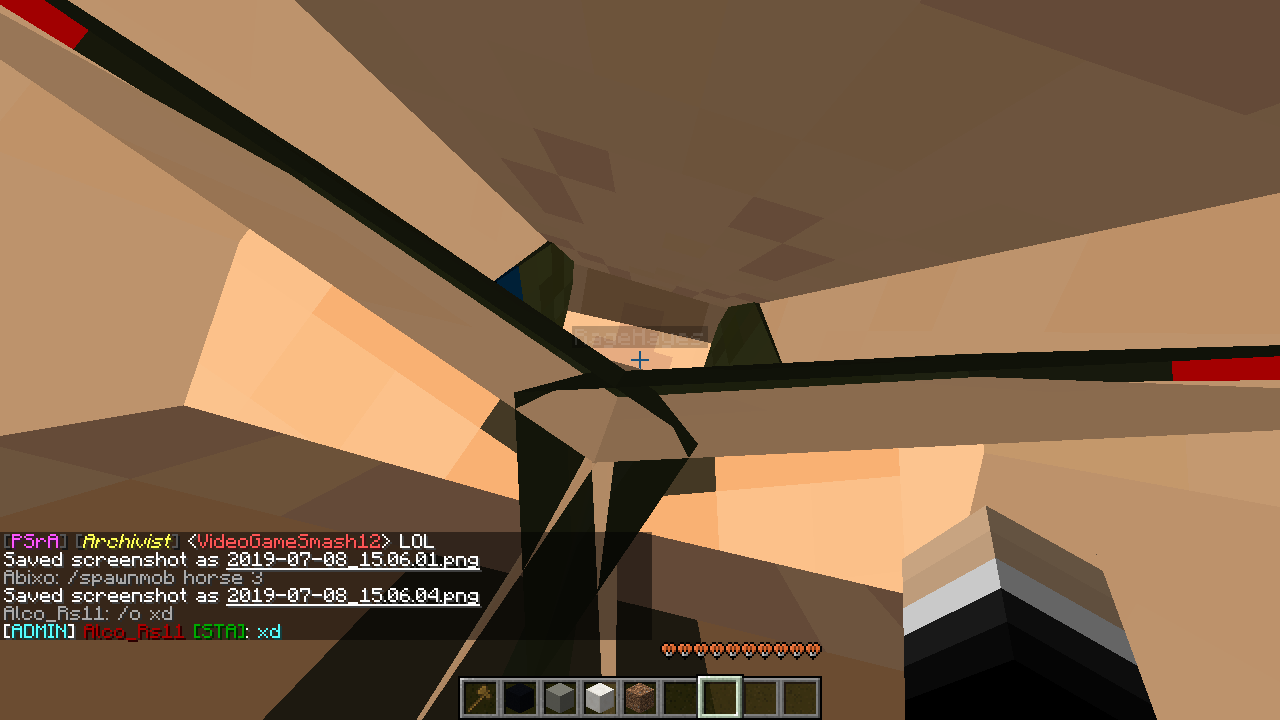 RageHayes
[PSrA] [Archivist] <VideoGameSmash12> LOL
Saved screenshot as 2019-07-08_15.06.01.png
Abixo: /spawnmob horse 3
Saved screenshot as 2019-07-08_15.06.04.png
Alco_Rs11: /o xd
[ADMIN] Alco_Rs11 [STA]: xd